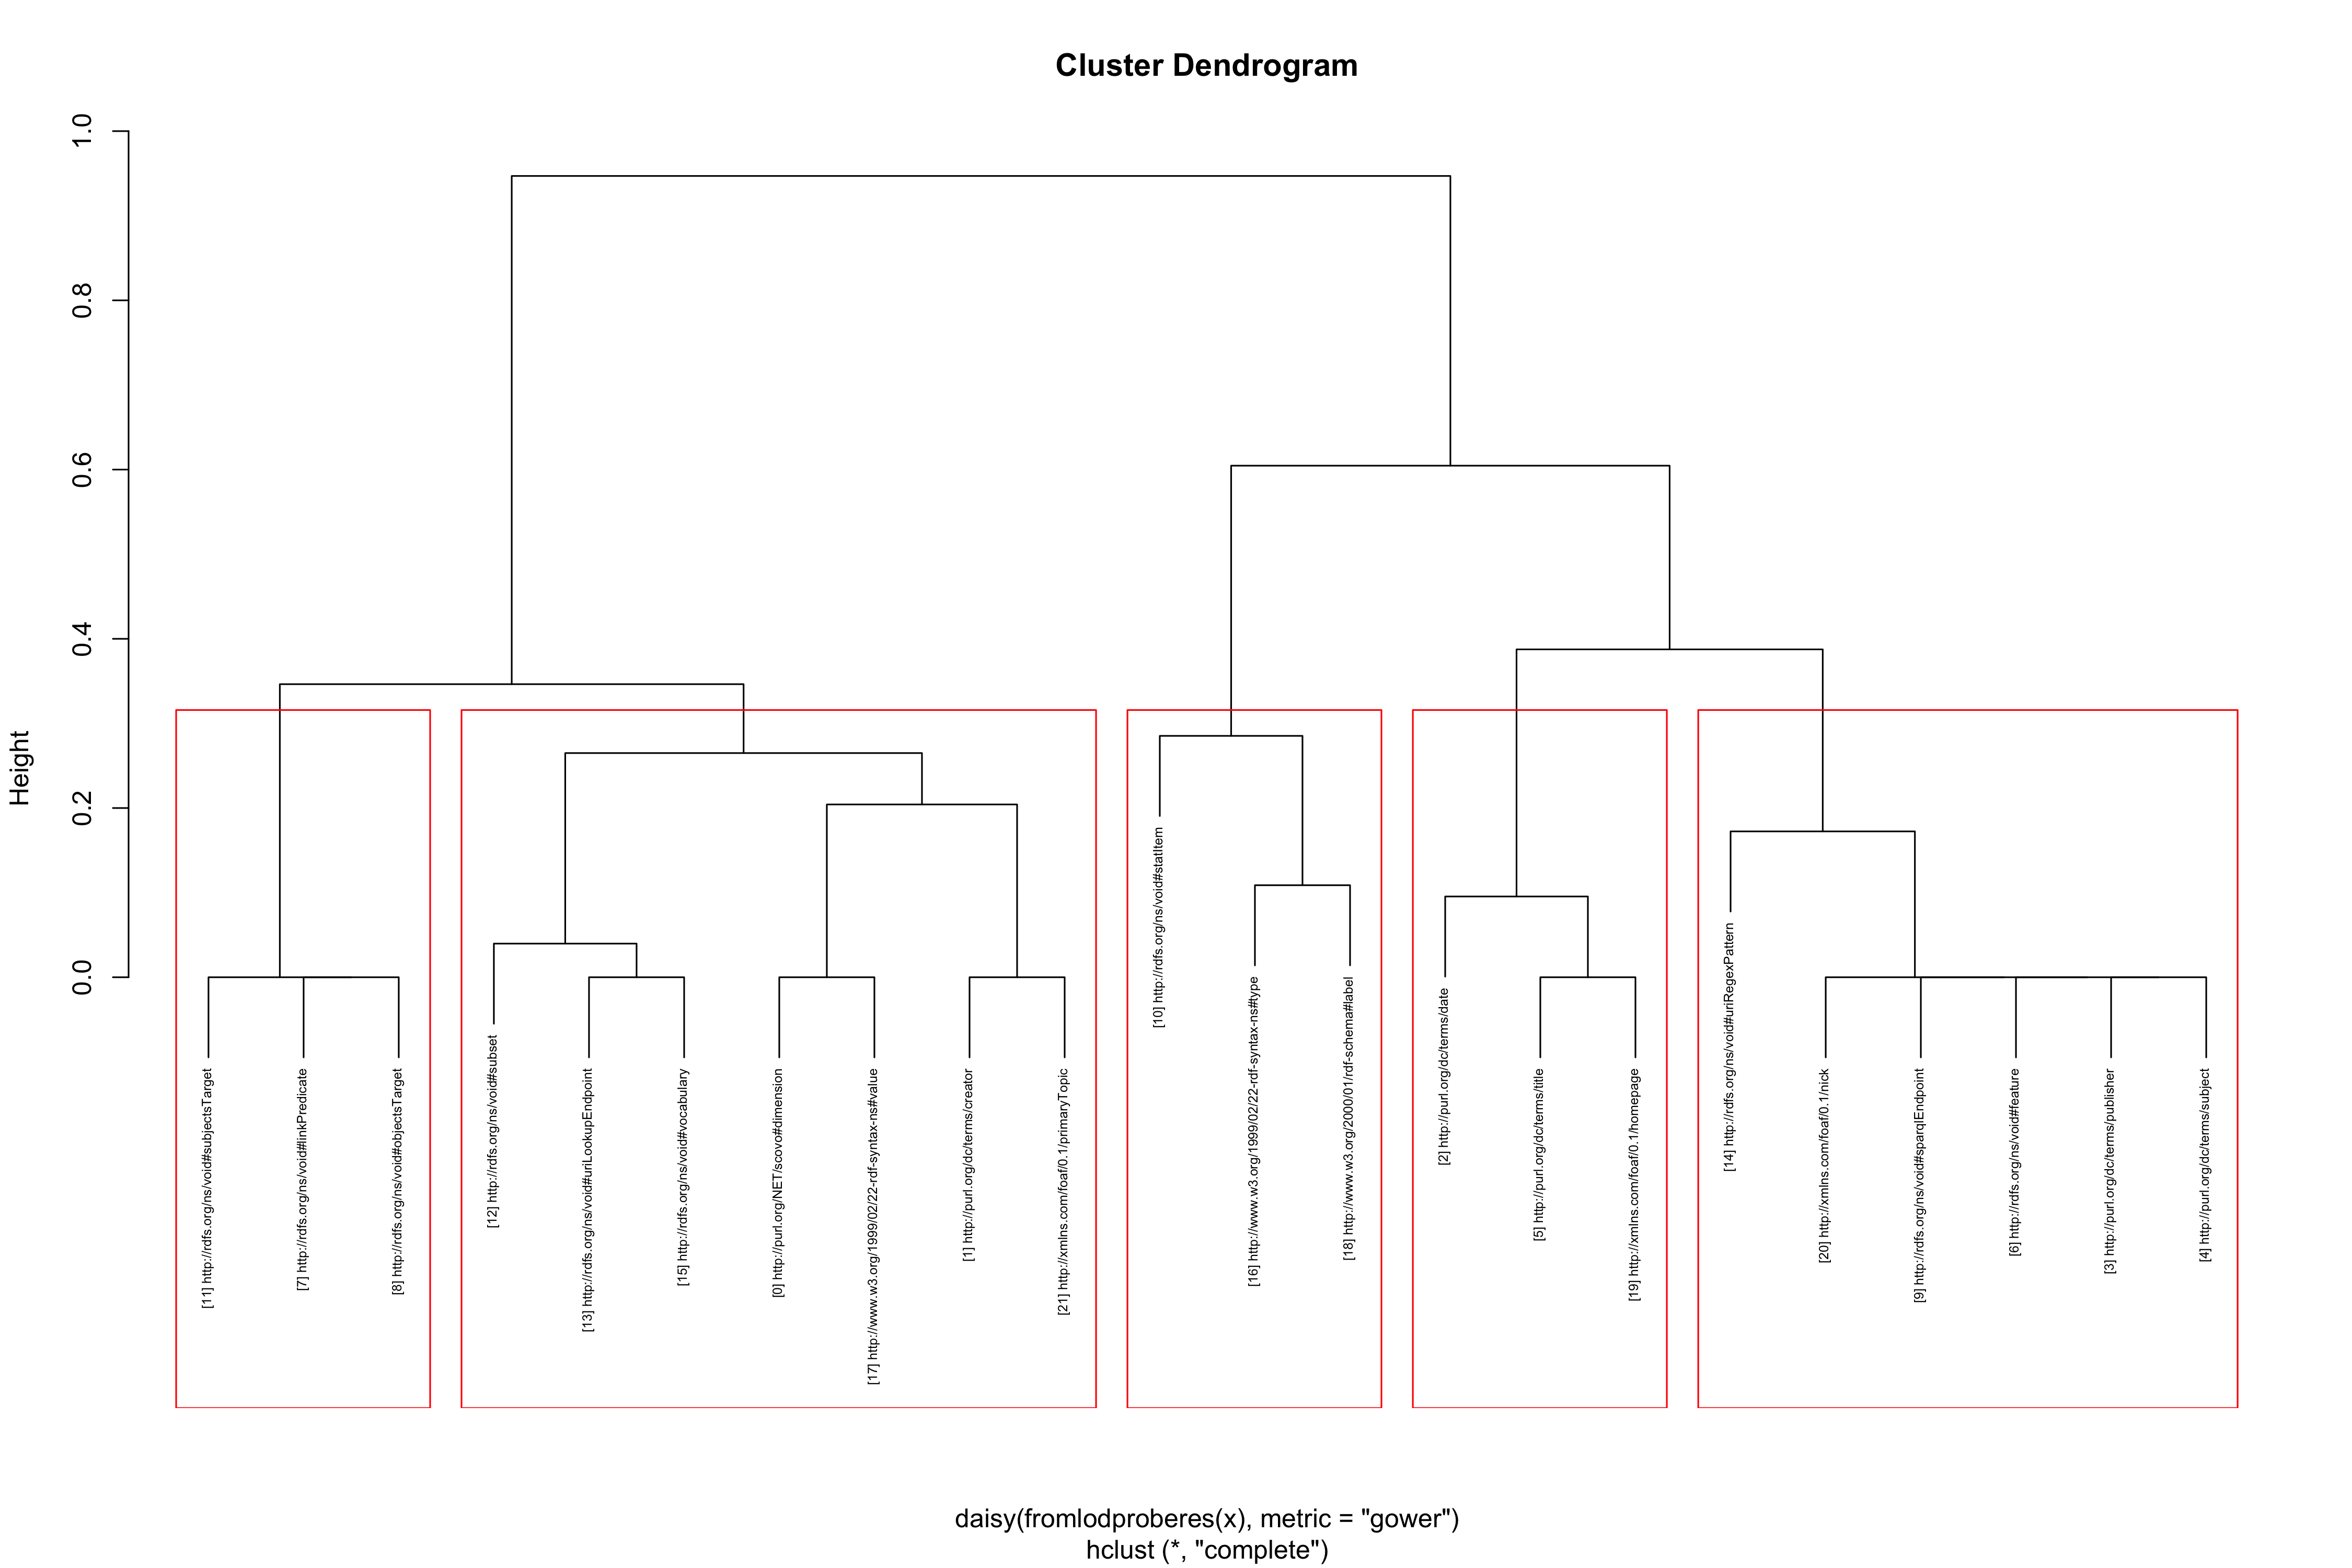 Cluster Dendrogram
Height
1.0
0.8
0.6
0.4
0.2
0.0
[11] http://rdfs.org/ns/void#subjectsTarget
[7] http://rdfs.org/ns/void#linkPredicate
[8] http://rdfs.org/ns/void#objectsTarget
[12] http://rdfs.org/ns/void#subset
[13] http://rdfs.org/ns/void#uriLookupEndpoint
[15] http://rdfs.org/ns/void#vocabulary
[0] http://purl.org/NET/scovo#dimension
[17] http://www.w3.org/1999/02/22-rdf-syntax-ns#value
[1] http://purl.org/dc/terms/creator
[21] http://xmlns.com/foaf/0.1/primaryTopic
[10] http://rdfs.org/ns/void#statItem
[16] http://www.w3.org/1999/02/22-rdf-syntax-ns#type
[18] http://www.w3.org/2000/01/rdf-schema#label
[2] http://purl.org/dc/terms/date
[5] http://purl.org/dc/terms/title
[19] http://xmlns.com/foaf/0.1/homepage
[14] http://rdfs.org/ns/void#uriRegexPattern
[20] http://xmlns.com/foaf/0.1/nick
[9] http://rdfs.org/ns/void#sparqlEndpoint
[6] http://rdfs.org/ns/void#feature
[3] http://purl.org/dc/terms/publisher
[4] http://purl.org/dc/terms/subject
daisy(fromlodproberes(x), metric = "gower")
hclust (*, "complete")